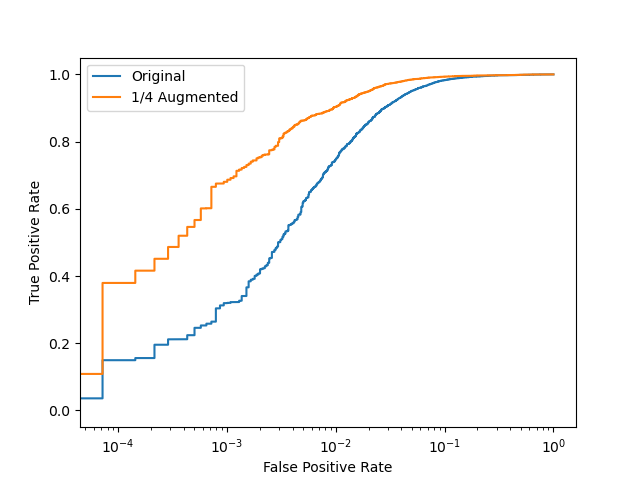 Original
1/4 Augmented
1.0
0.8
0.6
0.4
0.2
0.0
True Positive Rate
10⁻⁴ 10⁻³ 10⁻² 10⁻¹ 10⁰
False Positive Rate